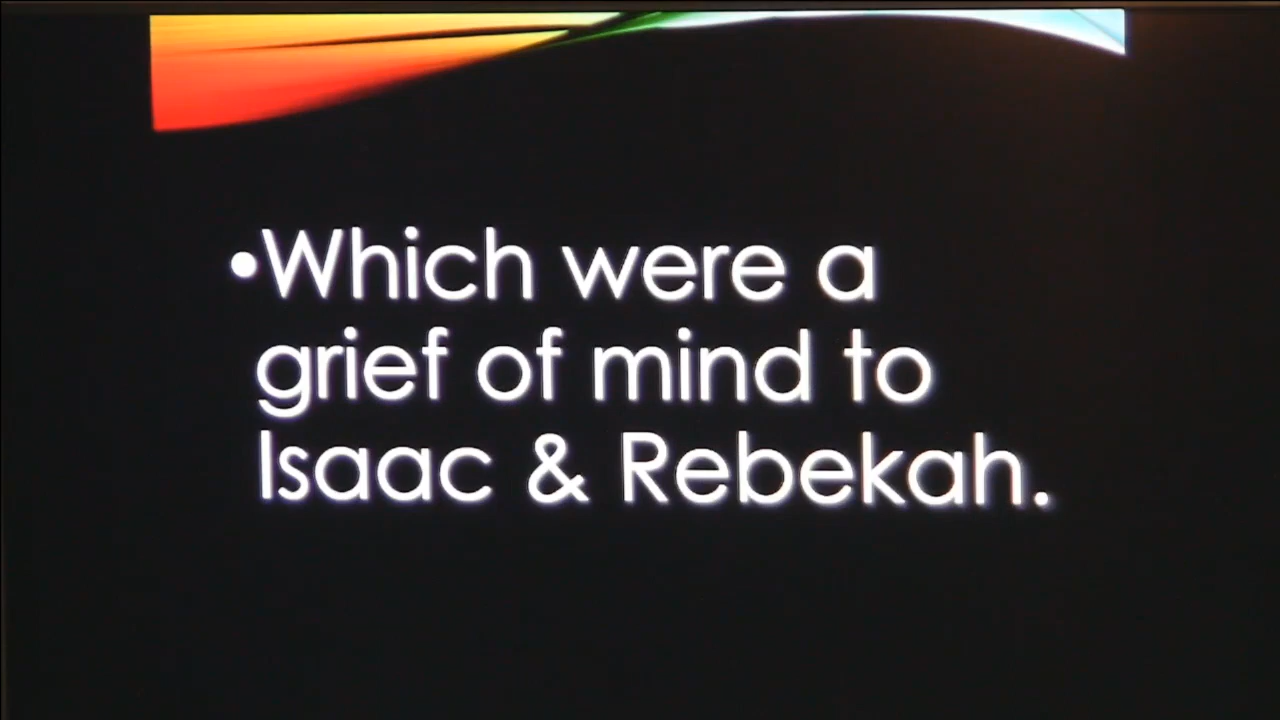 •Which were a
grief of mind to
Isaac & Rebekah.